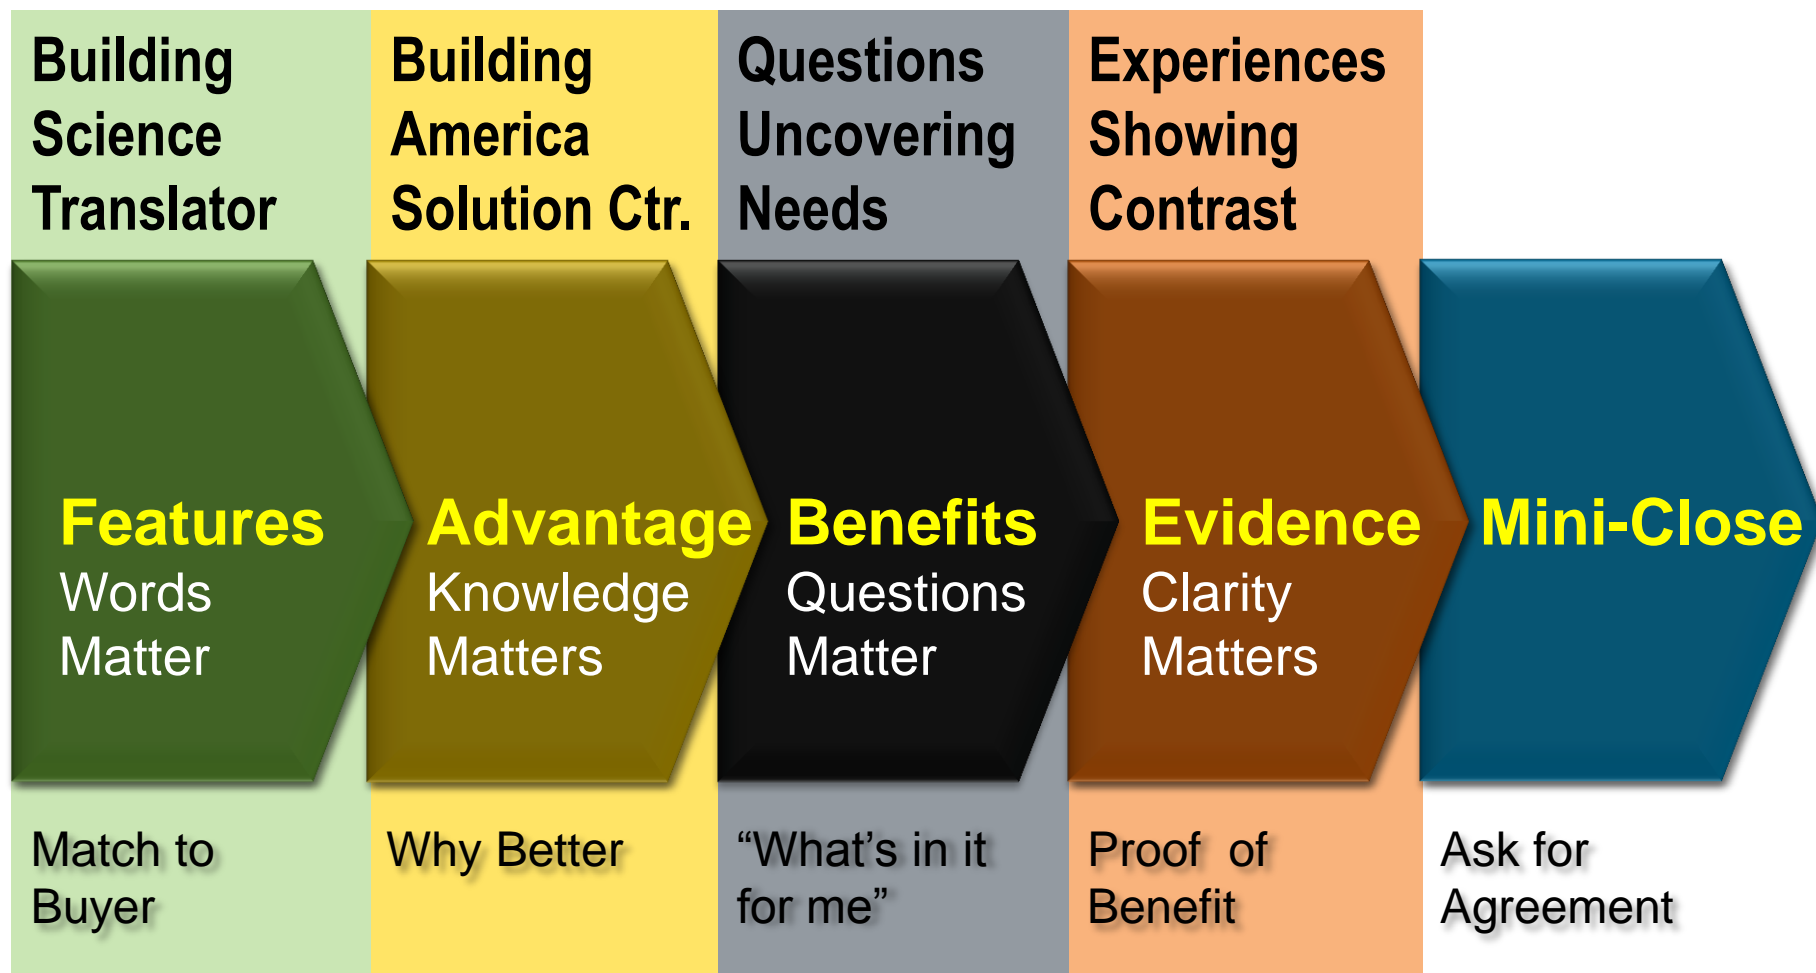 Building
Science
Translator
Building
America
Solution Ctr.
Questions
Uncovering
Needs
Experiences
Showing
Contrast
Features
Words
Matter
Advantage
Knowledge
Matters
Benefits
Questions
Matter
Evidence
Clarity
Matters
Mini-Close
Match to
Buyer
Why Better
“What’s in it
for me”
Proof of
Benefit
Ask for
Agreement